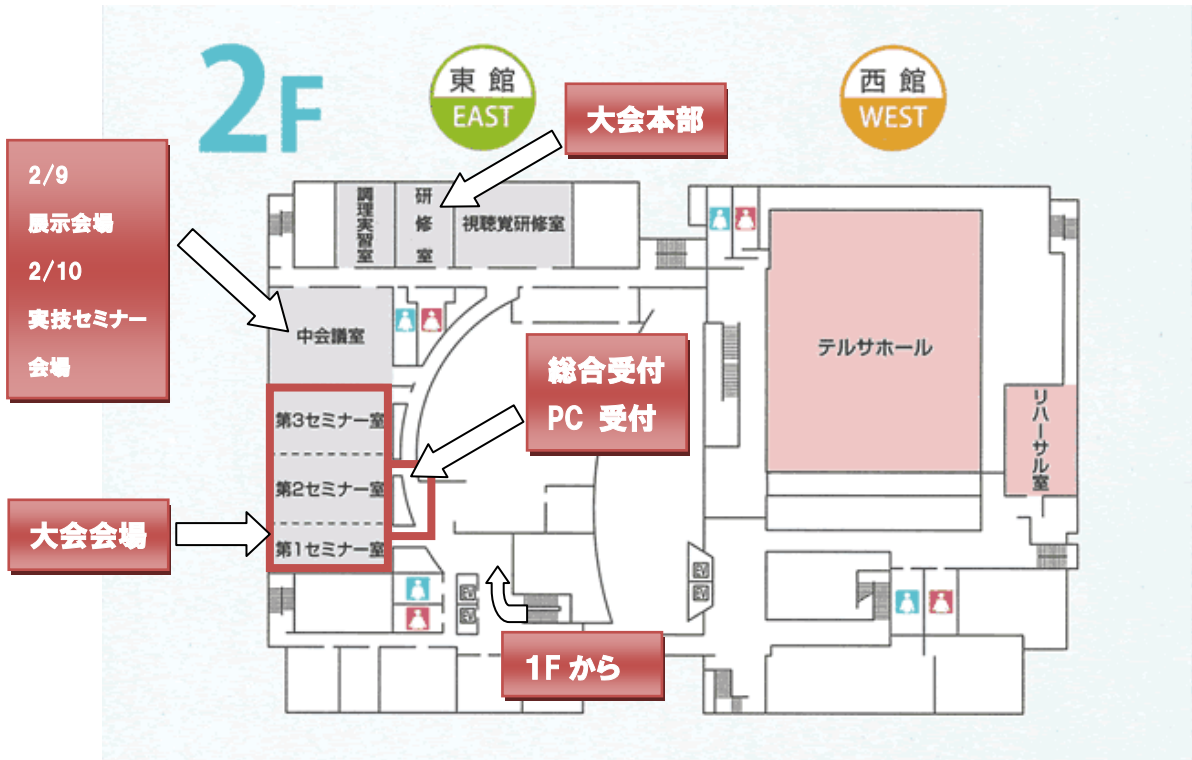 2F
東館
EAST
西館
WEST
大会本部
2/9
展示会場
2/10
実技セミナー
会場
調理実習室
研修室
視聴覚研修室
中会議室
テルサホール
総合受付
PC 受付
リハーサル室
第3セミナー室
第2セミナー室
第1セミナー室
大会会場
EV
EV
EV
EV
1F から